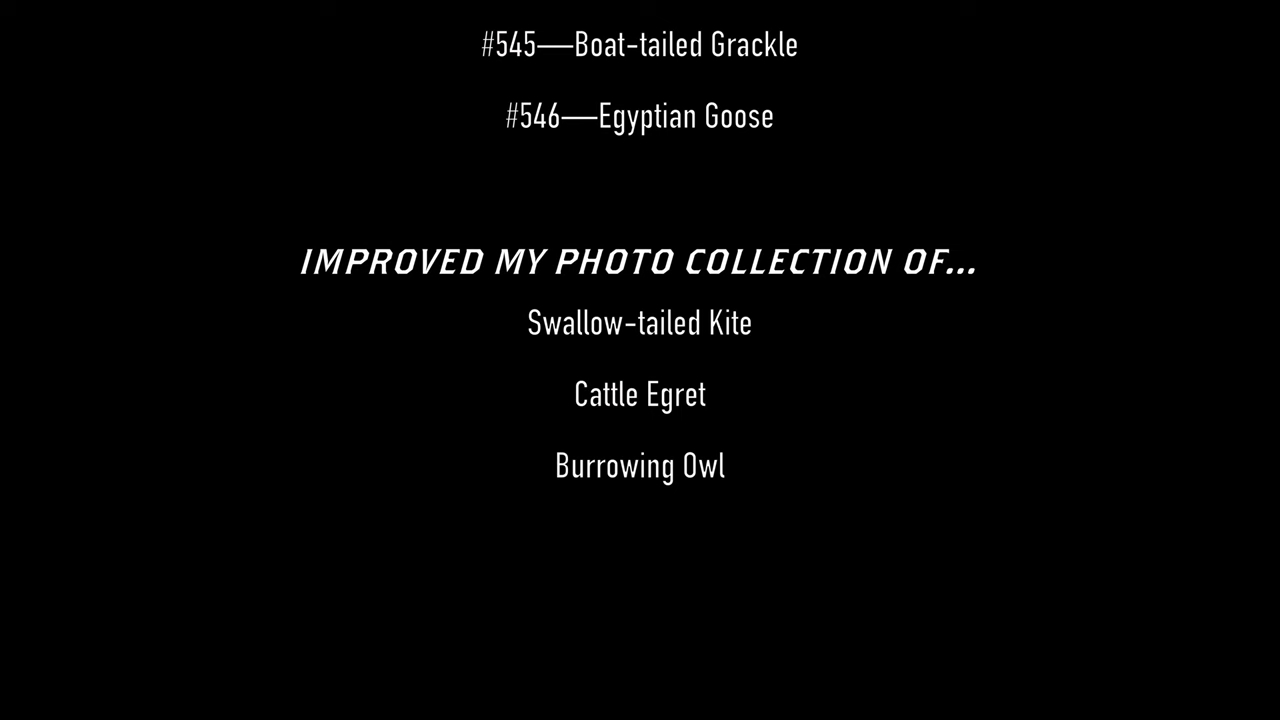 #545—Boat-tailed Grackle
#546—Egyptian Goose
IMPROVED MY PHOTO COLLECTION OF...
Swallow-tailed Kite
Cattle Egret
Burrowing Owl